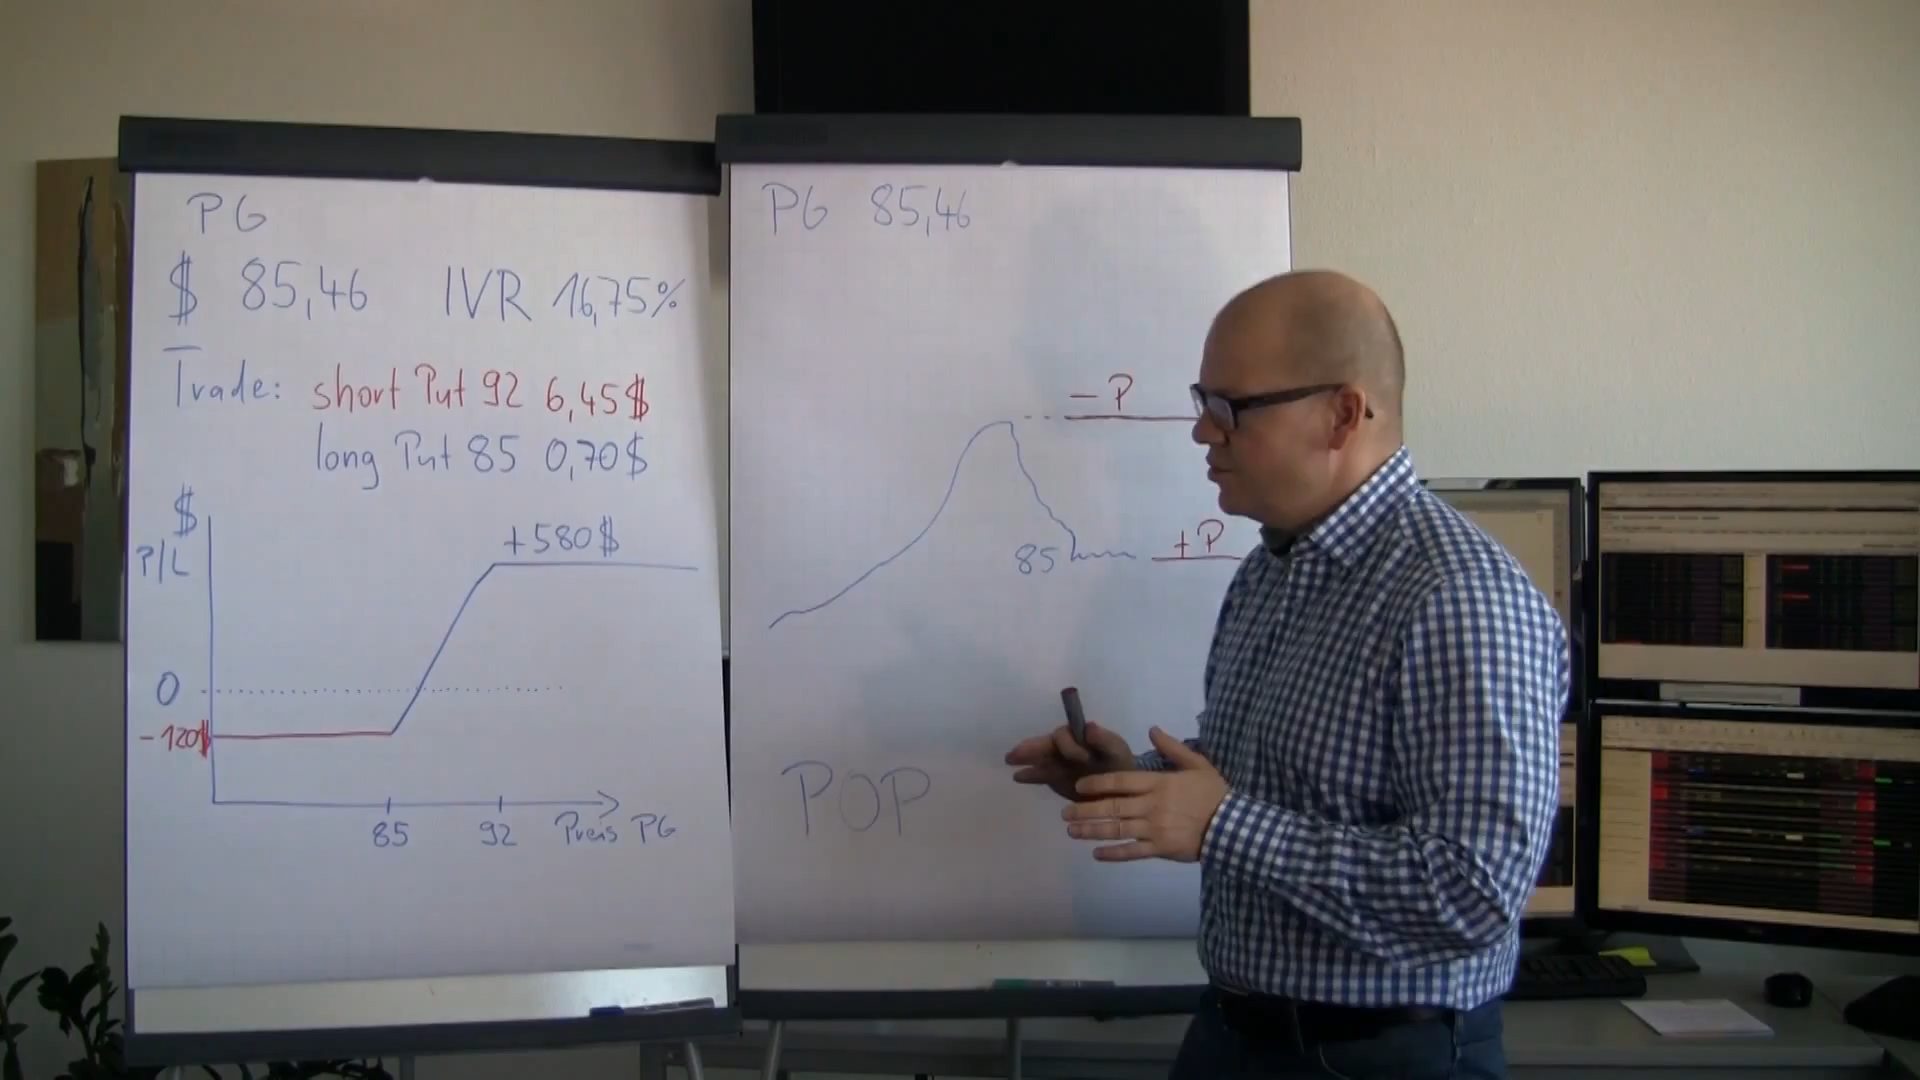 PG
$ 85,46 IVR 16,75%
Trade: short Put 92 6,45$
long Put 85 0,70$
$
P/L
+580$
0
-120$
85 92 Preis PG
PG 85,46
- P
+ P
85
POP